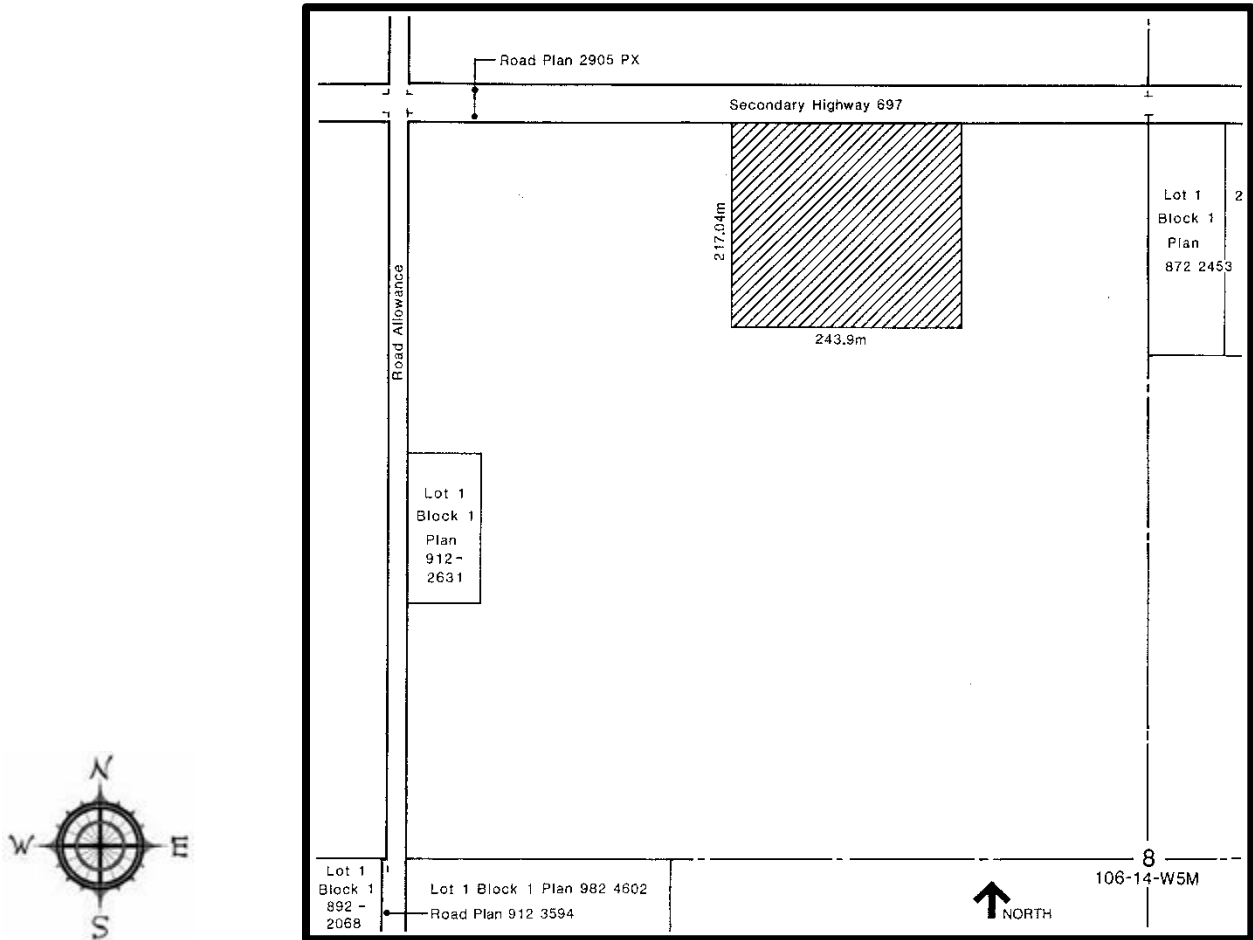 Road Plan 2905 PX
Secondary Highway 697
217.04m
243.9m
Lot 1
Block 1
Plan
872 2453
2
Road Allowance
Lot 1
Block 1
Plan
912-
2631
N
W
E
S
Lot 1
Block 1
892-
2068
Lot 1 Block 1 Plan 982 4602
Road Plan 912 3594
8
106-14-W5M
NORTH